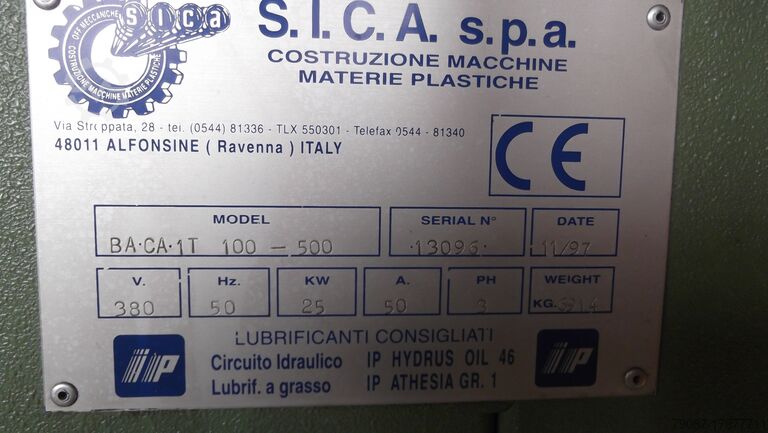 OFF. MECCANICHE
SICA
COSTRUZIONE MACCHINE MATERIE PLASTICHE
S.I.C.A. s.p.a.
COSTRUZIONE MACCHINE
MATERIE PLASTICHE
Via Stroppata, 28 - tel. (0544) 81336 - TLX 550301 - Telefax 0544 - 81340
48011 ALFONSINE ( Ravenna ) ITALY
CE
MODEL SERIAL N° DATE
BA·CA·1T 100 - 500 ·13096· 11/97
V. Hz. KW A. PH WEIGHT
380 50 25 50 3 KG.
LUBRIFICANTI CONSIGLIATI
Circuito Idraulico IP HYDRUS OIL 46
Lubrif. a grasso IP ATHESIA GR. 1
iP iP